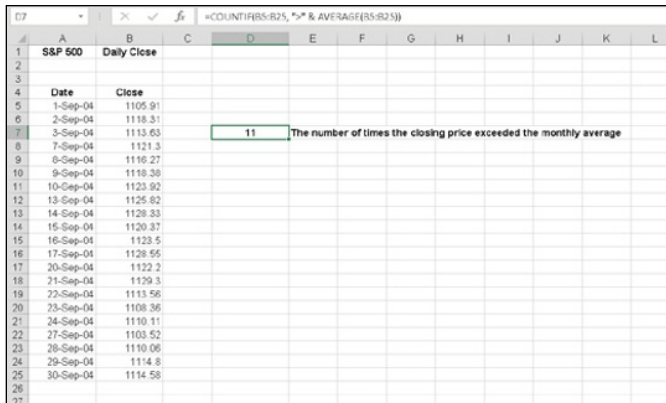 D7 fx =COUNTIF(B5:B25, ">" & AVERAGE(B5:B25))
A B C D E F G H I J K L
1 S&P 500 Daily Close
2
3
4 Date Close
5 1-Sep-04 1105.91
6 2-Sep-04 1118.31
7 3-Sep-04 1113.63 11 The number of times the closing price exceeded the monthly average
8 7-Sep-04 1121.3
9 8-Sep-04 1116.27
10 9-Sep-04 1118.38
11 10-Sep-04 1123.92
12 13-Sep-04 1125.82
13 14-Sep-04 1128.33
14 15-Sep-04 1120.37
15 16-Sep-04 1123.5
16 17-Sep-04 1128.55
17 20-Sep-04 1122.2
18 21-Sep-04 1129.3
19 22-Sep-04 1113.56
20 23-Sep-04 1108.36
21 24-Sep-04 1110.11
22 27-Sep-04 1103.52
23 28-Sep-04 1110.06
24 29-Sep-04 1114.8
25 30-Sep-04 1114.58
26
27